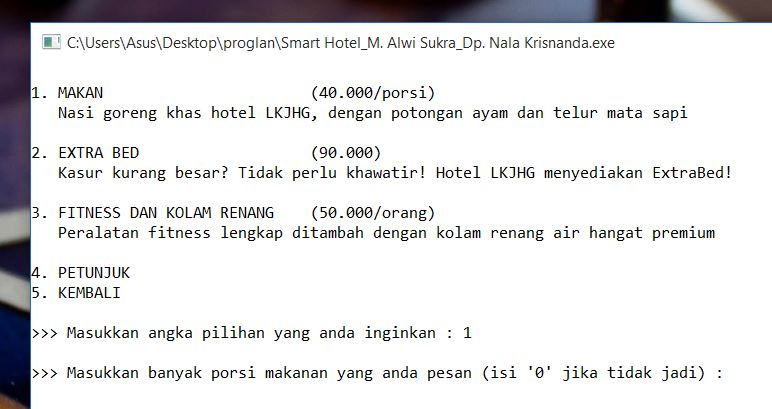 C:\Users\Asus\Desktop\proglan\Smart Hotel_M. Alwi Sukra_Dp. Nala Krisnanda.exe
1. MAKAN (40.000/porsi)
Nasi goreng khas hotel LKJHG, dengan potongan ayam dan telur mata sapi
2. EXTRA BED (90.000)
Kasur kurang besar? Tidak perlu khawatir! Hotel LKJHG menyediakan ExtraBed!
3. FITNESS DAN KOLAM RENANG (50.000/orang)
Peralatan fitness lengkap ditambah dengan kolam renang air hangat premium
4. PETUNJUK
5. KEMBALI
>>> Masukkan angka pilihan yang anda inginkan : 1
>>> Masukkan banyak porsi makanan yang anda pesan (isi '0' jika tidak jadi) :